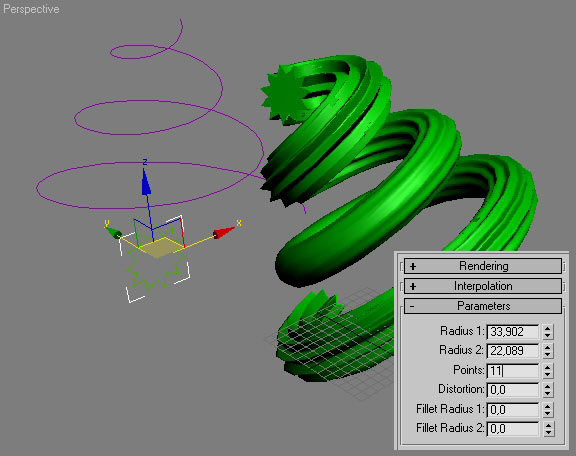 Perspective
z
y
x
+ Rendering
+ Interpolation
- Parameters
Radius 1: 33,902
Radius 2: 22,089
Points: 11
Distortion: 0,0
Fillet Radius 1: 0,0
Fillet Radius 2: 0,0